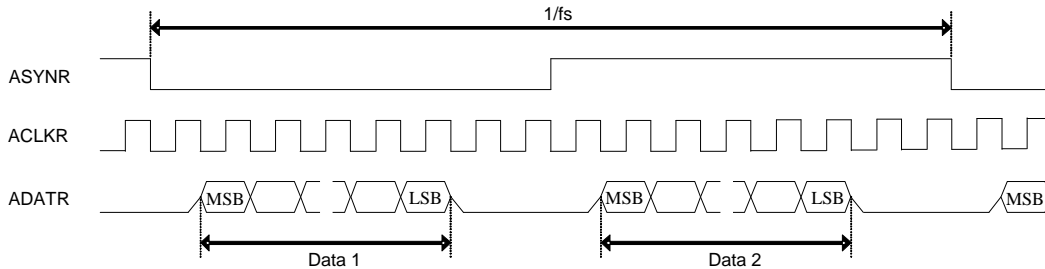 1/fs
ASYNR
ACLKR
ADATR MSB LSB MSB LSB MSB
Data 1 Data 2